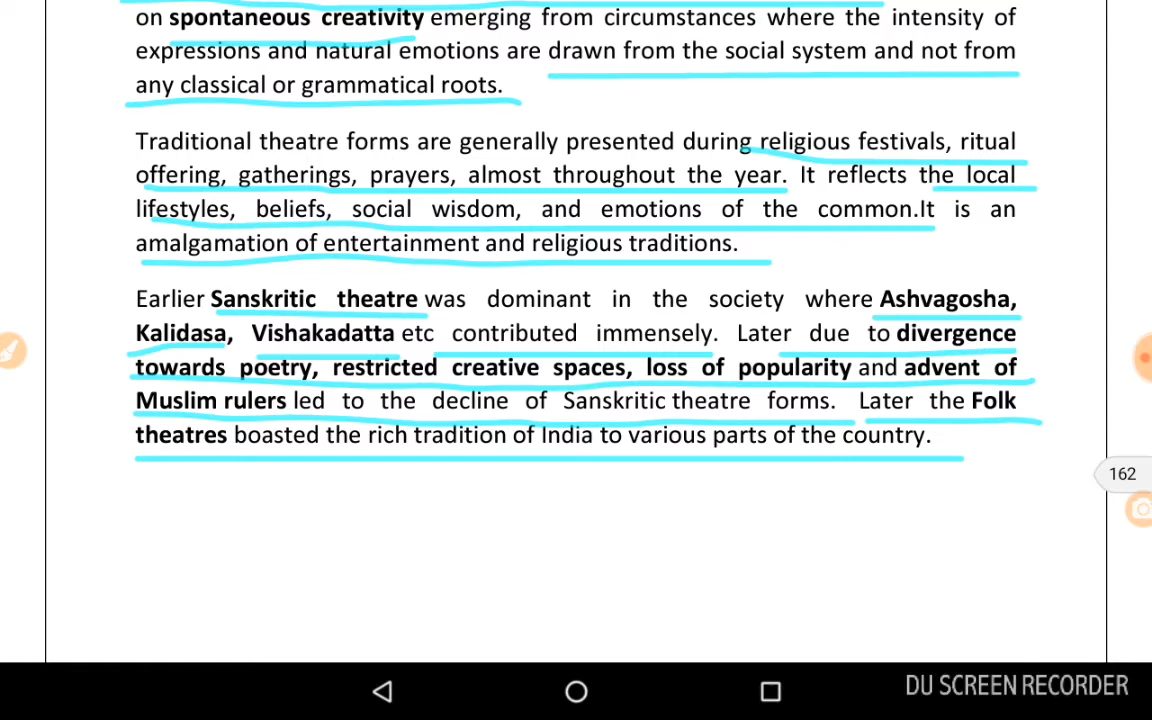 on spontaneous creativity emerging from circumstances where the intensity of
expressions and natural emotions are drawn from the social system and not from
any classical or grammatical roots.
Traditional theatre forms are generally presented during religious festivals, ritual
offering, gatherings, prayers, almost throughout the year. It reflects the local
lifestyles, beliefs, social wisdom, and emotions of the common.It is an
amalgamation of entertainment and religious traditions.
Earlier Sanskritic theatre was dominant in the society where Ashvagosha,
Kalidasa, Vishakadatta etc contributed immensely. Later due to divergence
towards poetry, restricted creative spaces, loss of popularity and advent of
Muslim rulers led to the decline of Sanskritic theatre forms. Later the Folk
theatres boasted the rich tradition of India to various parts of the country.
162
DU SCREEN RECORDER